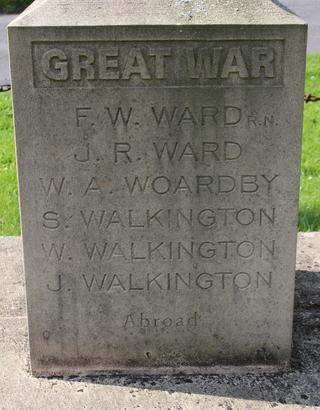 GREAT WAR
F. W. WARD R.N.
J. R. WARD
W. A. WOARDBY
S. WALKINGTON
W. WALKINGTON
J. WALKINGTON
Abroad